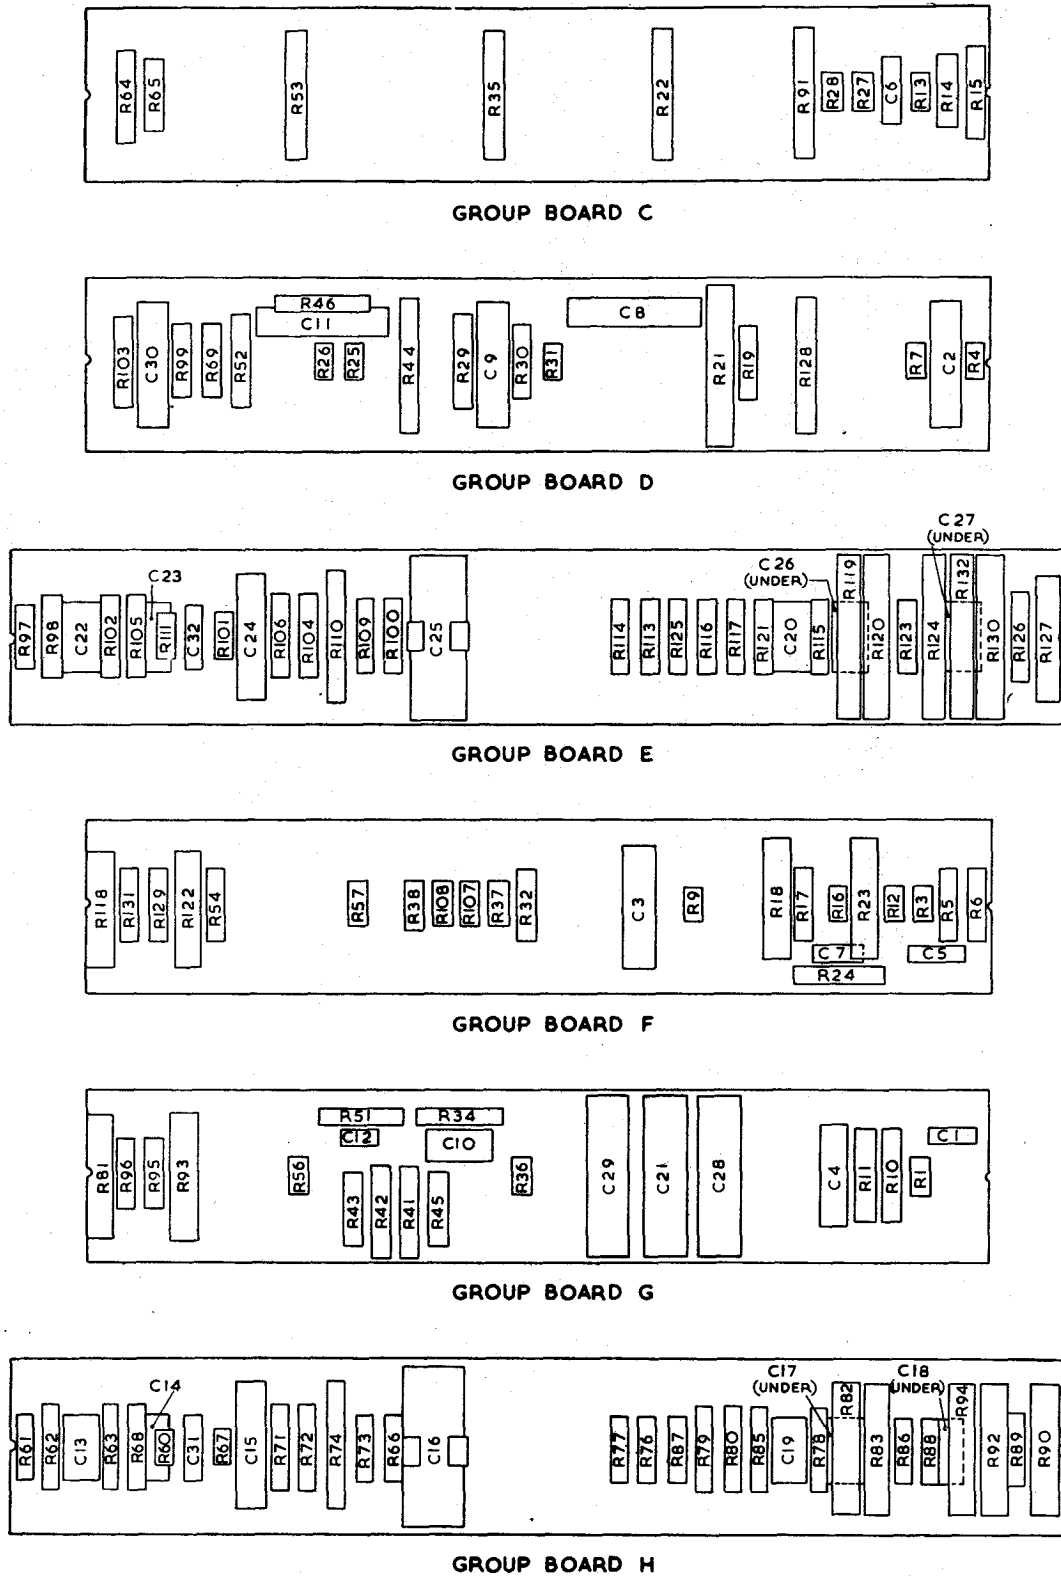 R64
R65
R53
R35
R22
R91
R28
R27
C6
R13
R14
R15
GROUP BOARD C
R103
C30
R99
R69
R52
R46
C11
R26
R25
R44
R29
C9
R30
R31
C8
R21
R19
R128
R7
C2
R4
GROUP BOARD D
R97
R98
C22
R102
R105
C23
R111
C32
R101
C24
R106
R104
R110
R109
R100
C25
R114
R113
R125
R116
R117
R121
C20
R115
C26
(UNDER)
R119
R120
R123
R124
C27
(UNDER)
R132
R130
R126
R127
GROUP BOARD E
R118
R131
R129
R122
R54
R57
R38
R108
R107
R37
R32
C3
R9
R18
R17
R16
R23
R12
R3
R5
R6
C7
C5
R24
GROUP BOARD F
R81
R96
R95
R93
R56
R51
R34
C12
C10
R43
R42
R41
R45
R36
C29
C21
C28
C4
R11
R10
R1
C1
GROUP BOARD G
R61
R62
C13
R63
R68
C14
R60
C31
R67
C15
R71
R72
R74
R73
R66
C16
R77
R76
R87
R79
R80
R85
C19
R78
C17
(UNDER)
R82
R83
R86
R88
C18
(UNDER)
R94
R92
R89
R90
GROUP BOARD H